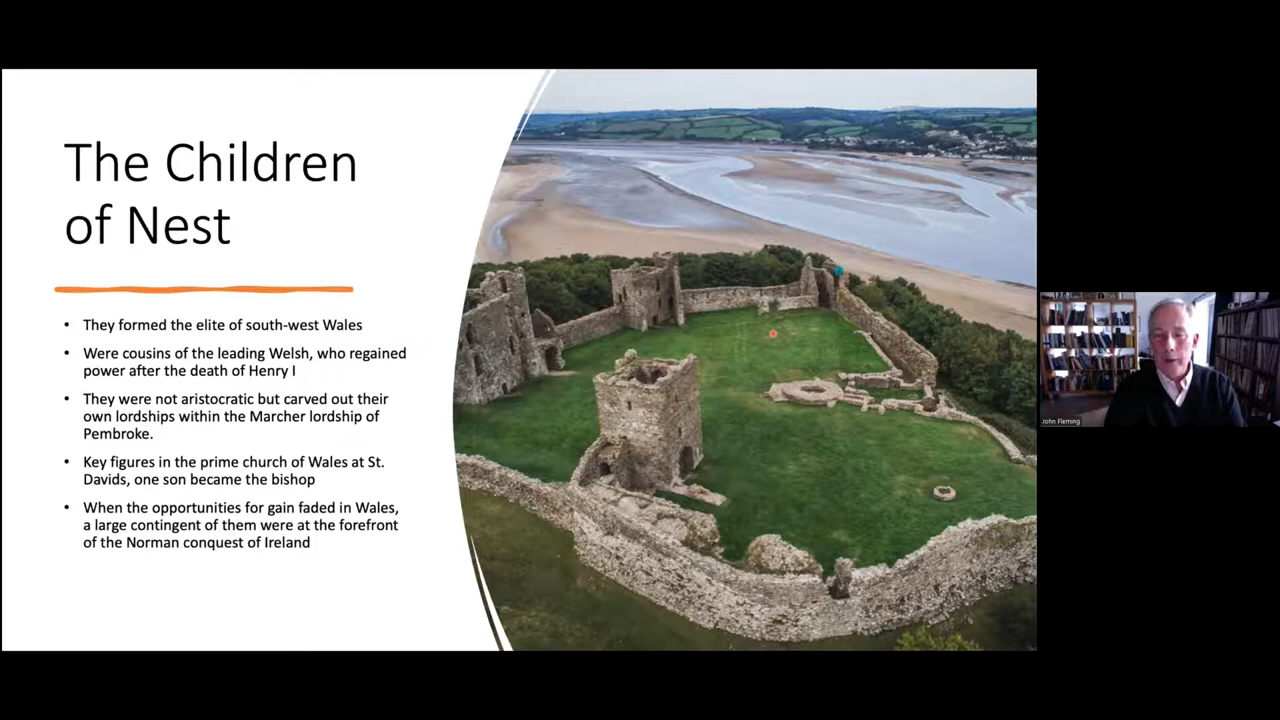 The Children
of Nest
• They formed the elite of south-west Wales
• Were cousins of the leading Welsh, who regained
power after the death of Henry I
• They were not aristocratic but carved out their
own lordships within the Marcher lordship of
Pembroke.
• Key figures in the prime church of Wales at St.
Davids, one son became the bishop
• When the opportunities for gain faded in Wales,
a large contingent of them were at the forefront
of the Norman conquest of Ireland
John Fleming